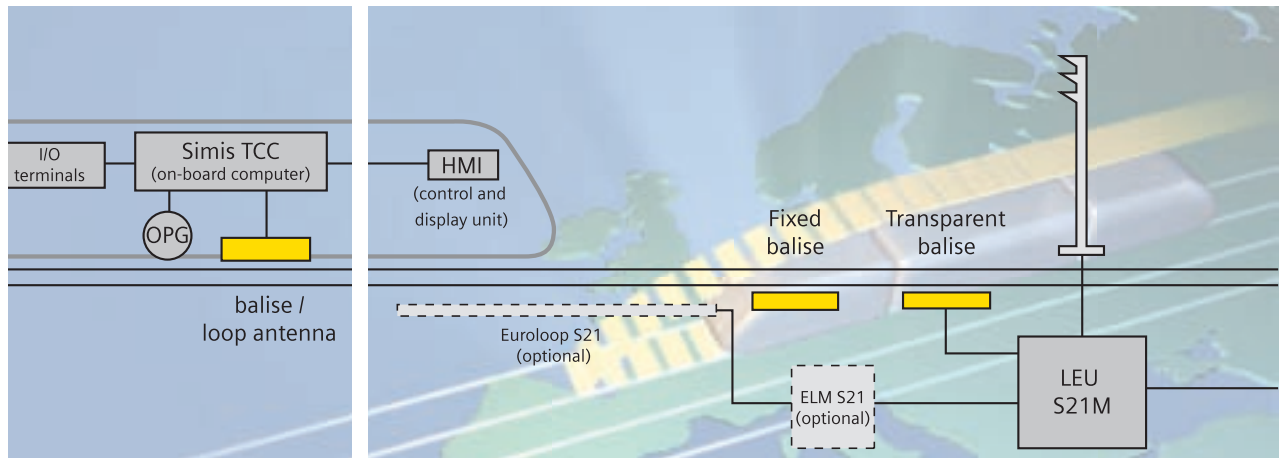 I/O
terminals
Simis TCC
(on-board computer)
OPG
balise /
loop antenna
HMI
(control and
display unit)
Fixed
balise
Transparent
balise
Euroloop S21
(optional)
ELM S21
(optional)
LEU
S21M